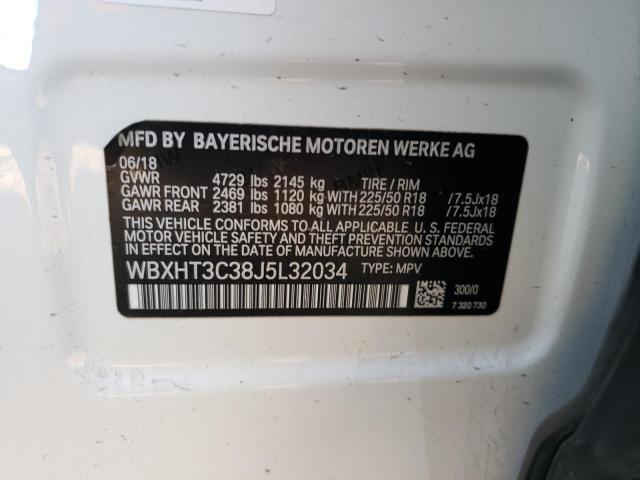 MFD BY BAYERISCHE MOTOREN WERKE AG
06/18
GVWR 4729 lbs 2145 kg TIRE / RIM
GAWR FRONT 2469 lbs 1120 kg WITH 225/50 R18 /7.5Jx18
GAWR REAR 2381 lbs 1080 kg WITH 225/50 R18 /7.5Jx18
THIS VEHICLE CONFORMS TO ALL APPLICABLE U. S. FEDERAL
MOTOR VEHICLE SAFETY AND THEFT PREVENTION STANDARDS
IN EFFECT ON THE DATE OF MANUFACTURE SHOWN ABOVE.
WBXHT3C38J5L32034 TYPE: MPV
300/0
7 320 730